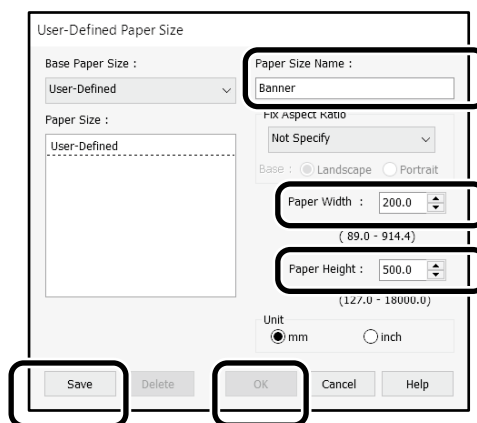 User-Defined Paper Size
Base Paper Size :
User-Defined
Paper Size :
User-Defined
Paper Size Name :
Banner
Fix Aspect Ratio
Not Specify
Base : Landscape Portrait
Paper Width : 200.0
( 89.0 - 914.4)
Paper Height : 500.0
(127.0 - 18000.0)
Unit
mm inch
Save Delete OK Cancel Help